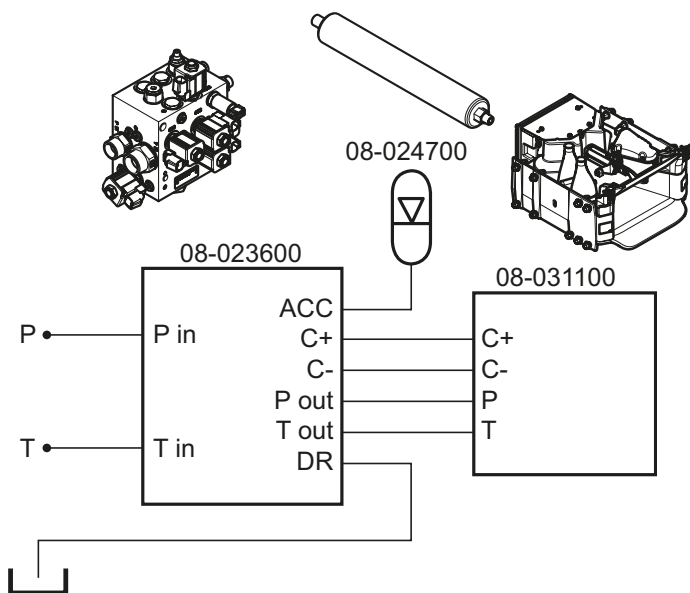 08-024700
08-023600
08-031100
ACC
P
P in
C+
C+
C-
C-
P out
P
T out
T
T
T in
DR